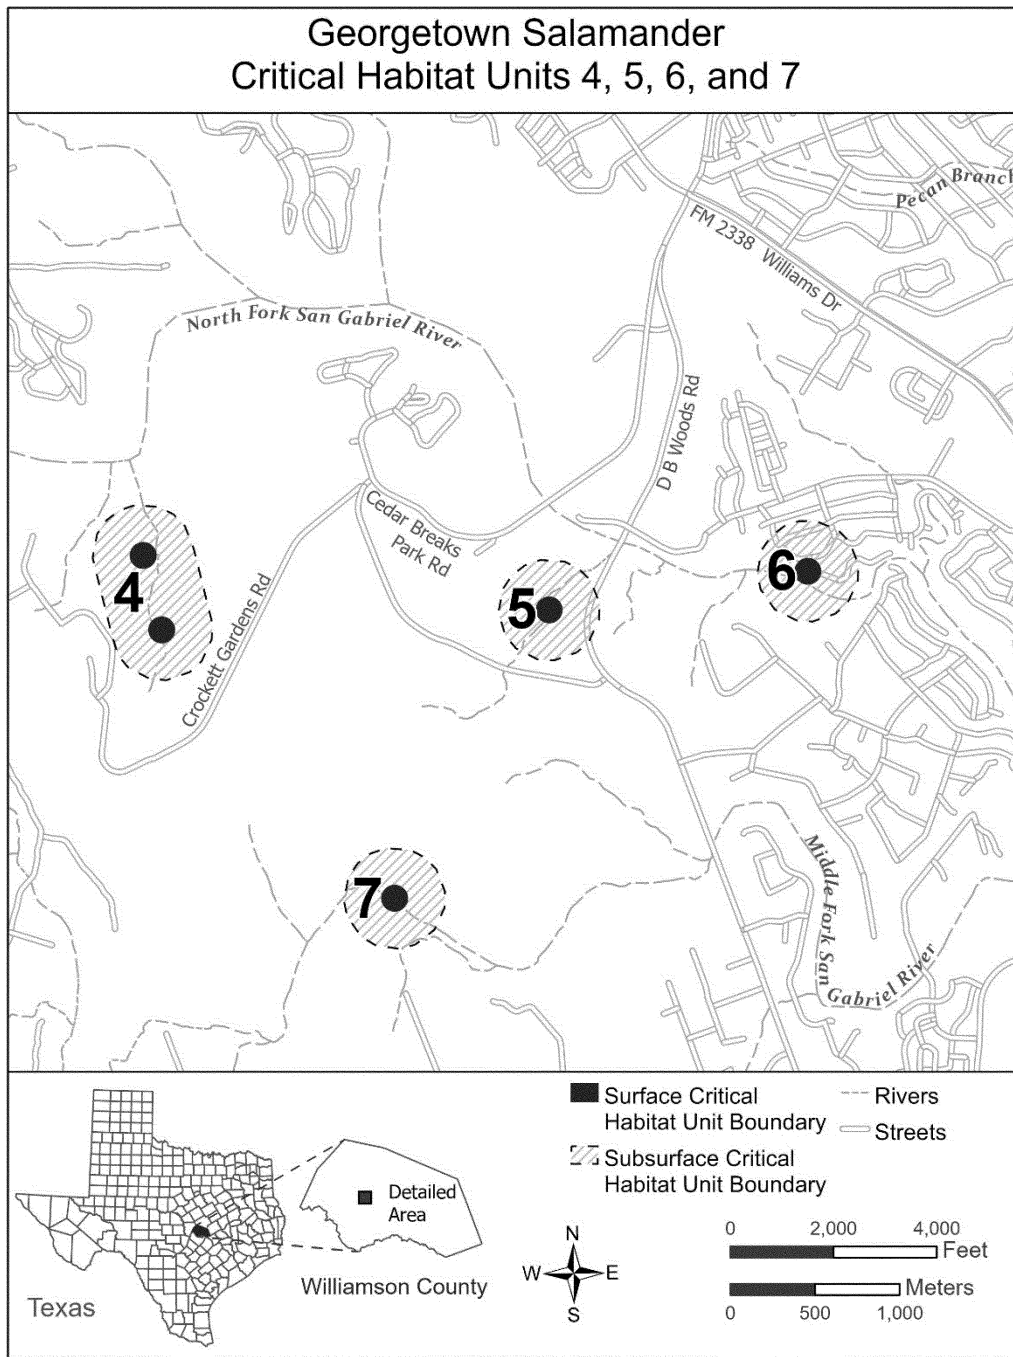 Georgetown Salamander
Critical Habitat Units 4, 5, 6, and 7
Pecan Branch
FM 2338 Williams Dr
North Fork San Gabriel River
D B Woods Rd
Cedar Breaks
Park Rd
Crockett Gardens Rd
4
5
6
7
Middle Fork San
Gabriel River
Surface Critical
Habitat Unit Boundary
Subsurface Critical
Habitat Unit Boundary
Rivers
Streets
Detailed
Area
Williamson County
Texas
N
W E
S
0 2,000 4,000
Feet
Meters
0 500 1,000